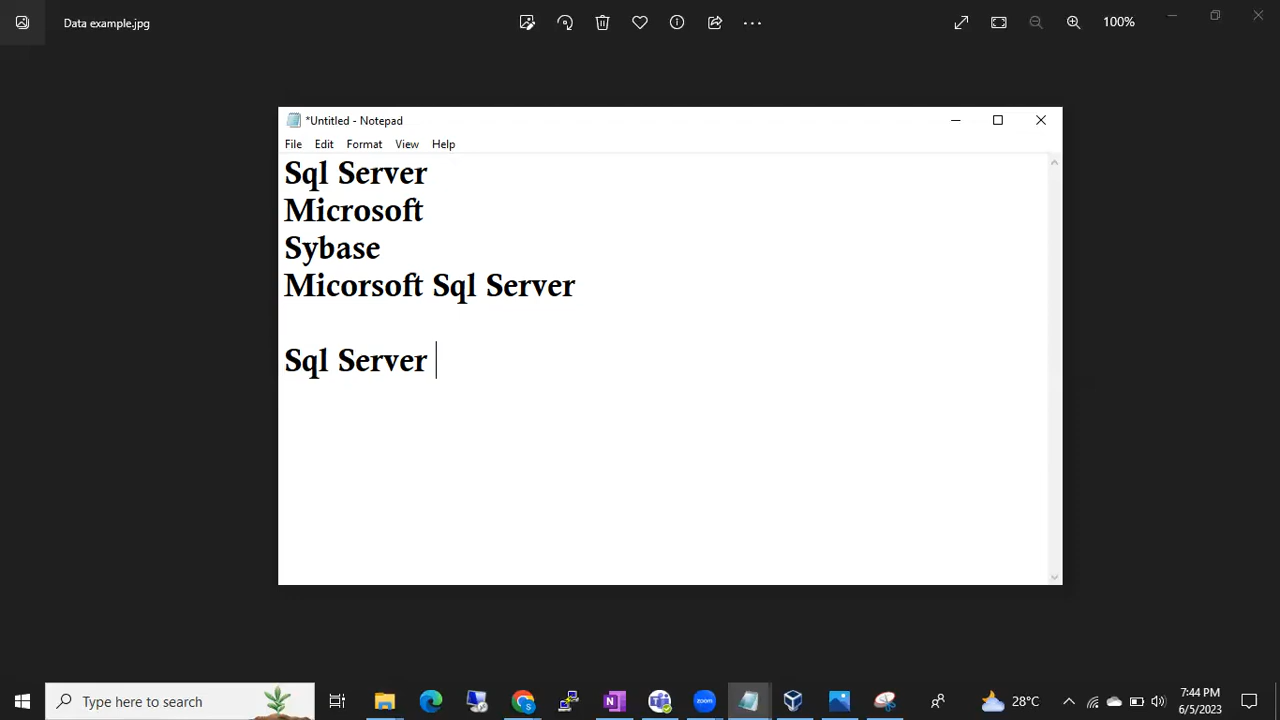 Data example.jpg
100%
*Untitled - Notepad
File Edit Format View Help
Sql Server
Microsoft
Sybase
Micorsoft Sql Server
Sql Server
Type here to search
28°C
7:44 PM
6/5/2023